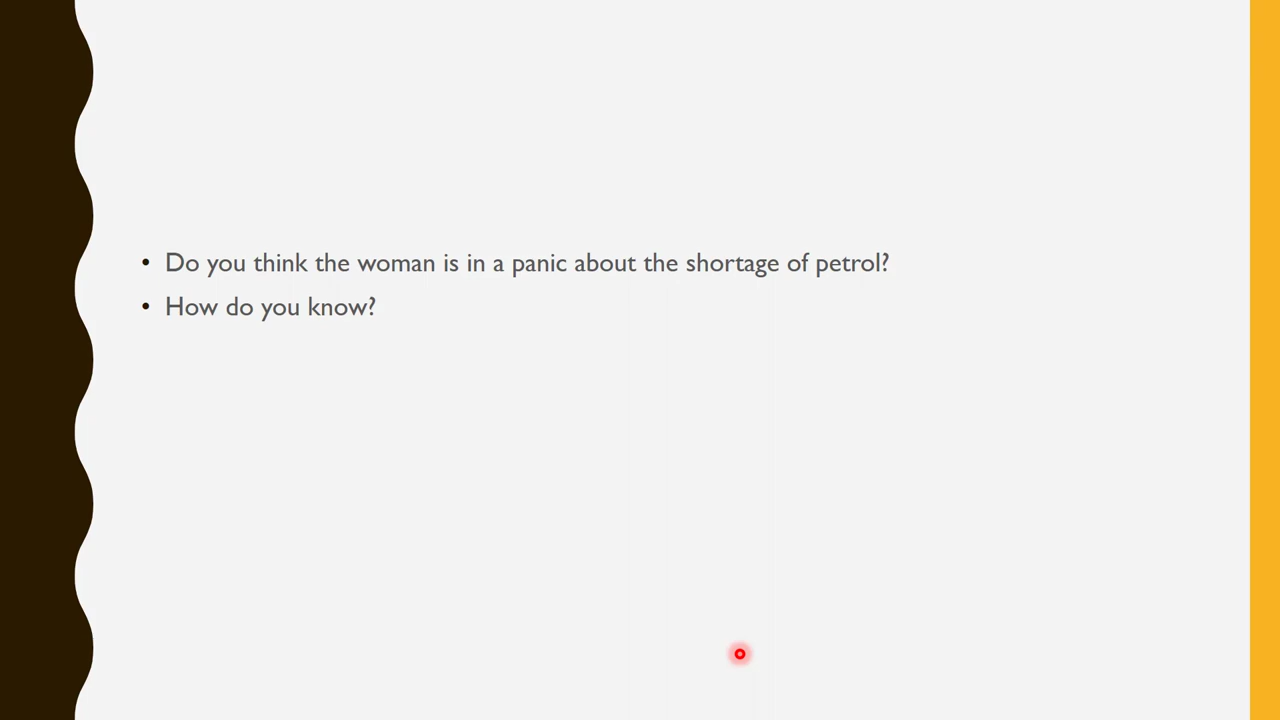 • Do you think the woman is in a panic about the shortage of petrol?
• How do you know?